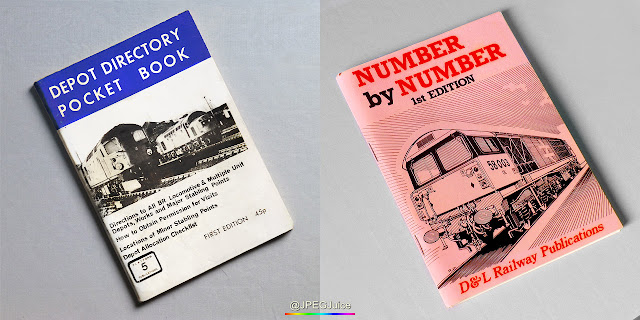 DEPOT DIRECTORY
POCKET BOOK
Directions to All BR Locomotive & Multiple Unit
Depots, Works and Major Stabling Points
How to Obtain Permission for Visits
Locations of Minor Stabling Points
Depot Allocation Checklist
FIRST EDITION 45p
5
NUMBER
by NUMBER
1st EDITION
58 003
D&L Railway Publications
@JPEGJuice